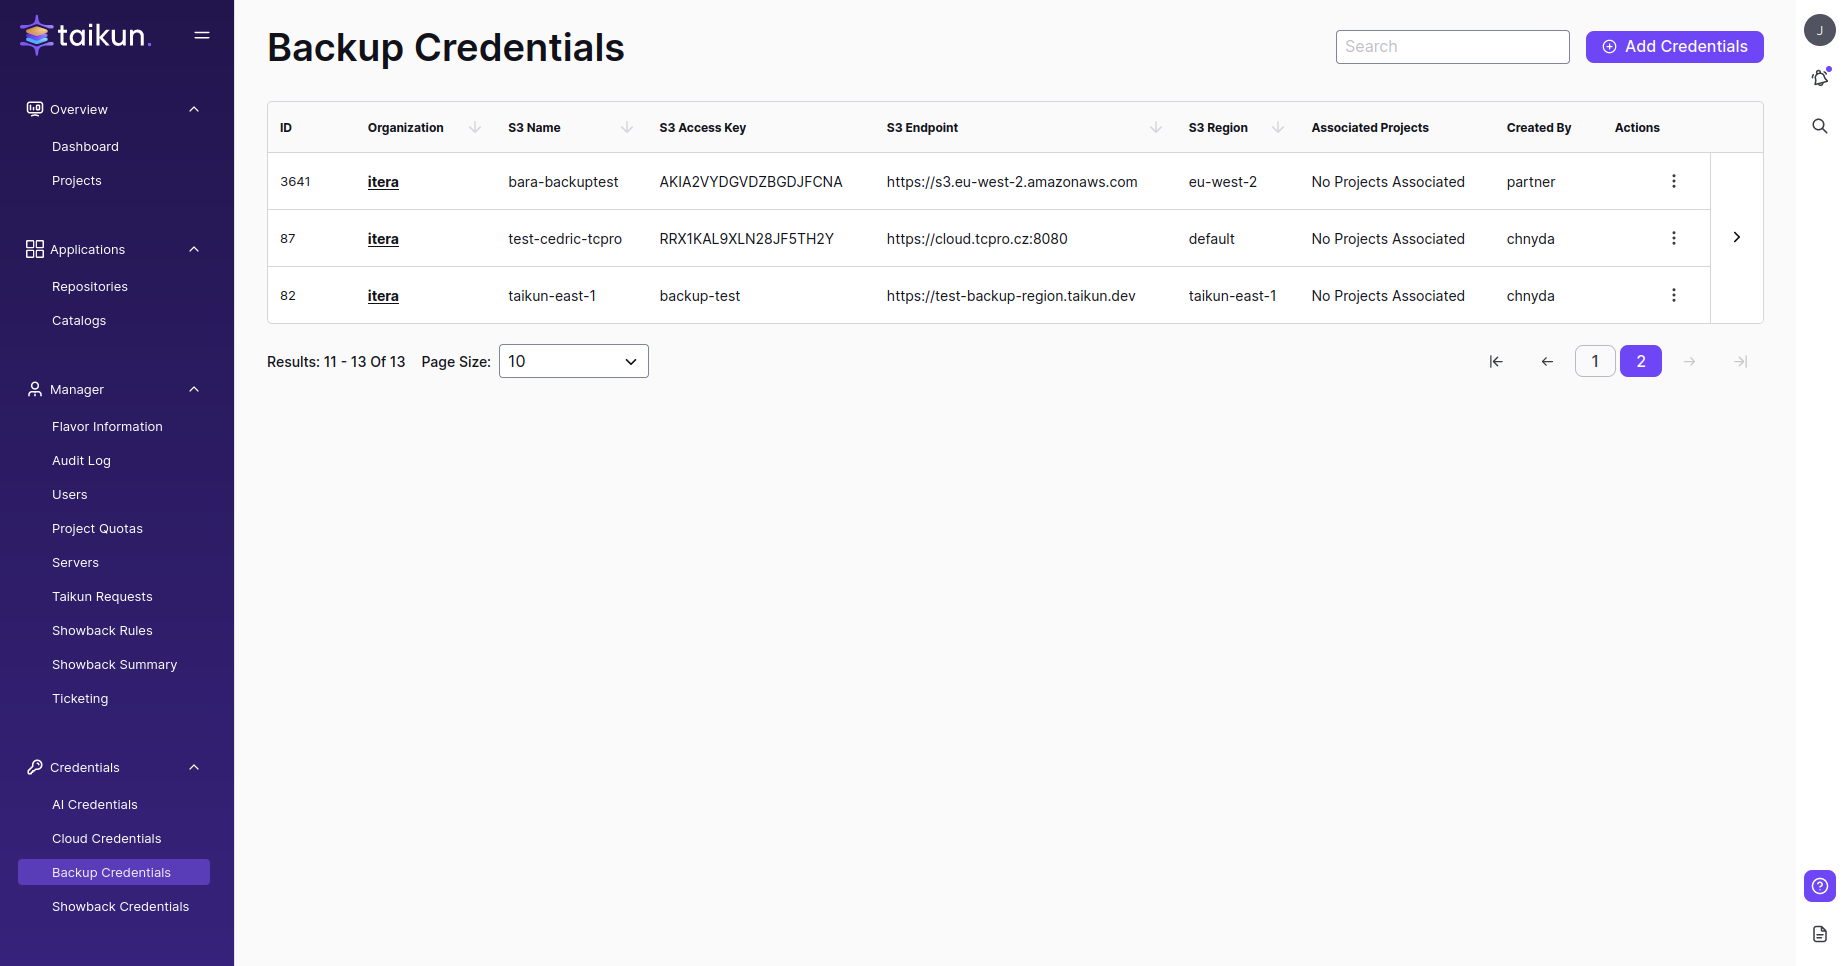 taikun.
Overview
Dashboard
Projects
Applications
Repositories
Catalogs
Manager
Flavor Information
Audit Log
Users
Project Quotas
Servers
Taikun Requests
Showback Rules
Showback Summary
Ticketing
Credentials
AI Credentials
Cloud Credentials
Backup Credentials
Showback Credentials
Backup Credentials
Search
Add Credentials
J
ID Organization S3 Name S3 Access Key S3 Endpoint S3 Region Associated Projects Created By Actions
3641 itera bara-backuptest AKIA2VYDGVDZBGDJFCNA https://s3.eu-west-2.amazonaws.com eu-west-2 No Projects Associated partner
87 itera test-cedric-tcpro RRX1KAL9XLN28JF5TH2Y https://cloud.tcpro.cz:8080 default No Projects Associated chnyda
82 itera taikun-east-1 backup-test https://test-backup-region.taikun.dev taikun-east-1 No Projects Associated chnyda
Results: 11 - 13 Of 13 Page Size: 10 1 2